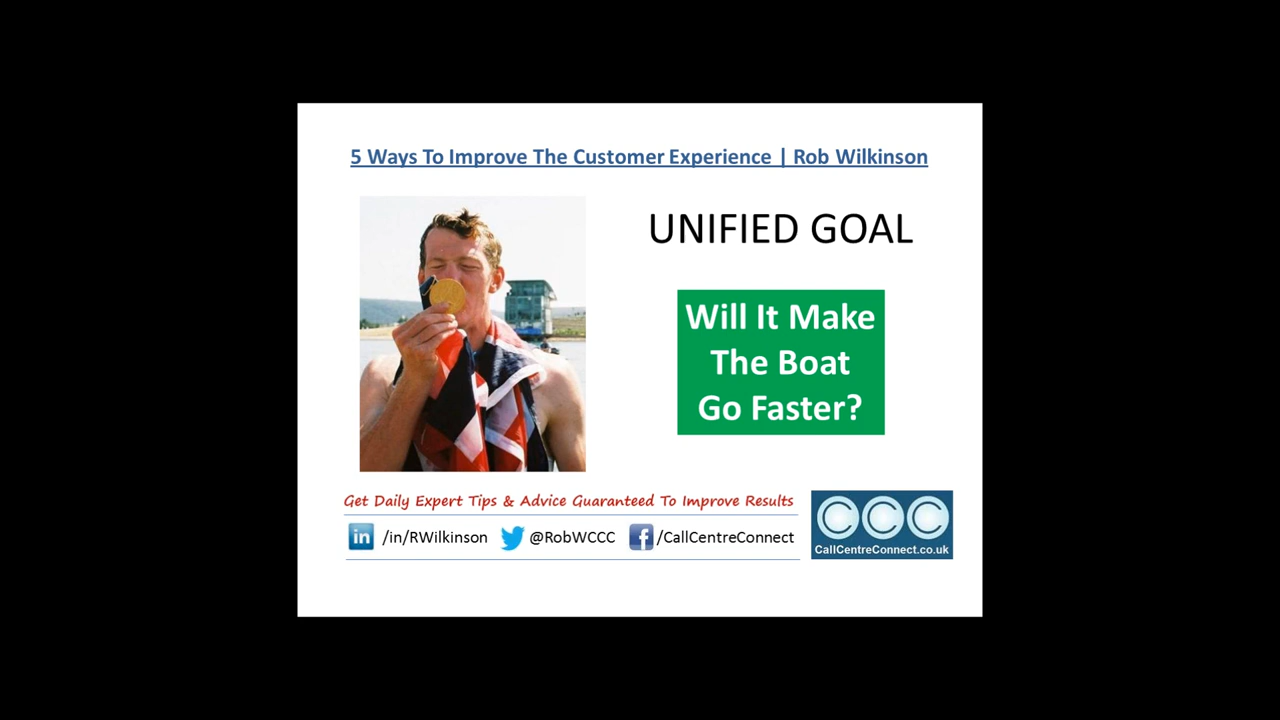 5 Ways To Improve The Customer Experience | Rob Wilkinson
UNIFIED GOAL
Will It Make
The Boat
Go Faster?
Get Daily Expert Tips & Advice Guaranteed To Improve Results
in /in/RWilkinson @RobWCCC f /CallCentreConnect
CCC
CallCentreConnect.co.uk